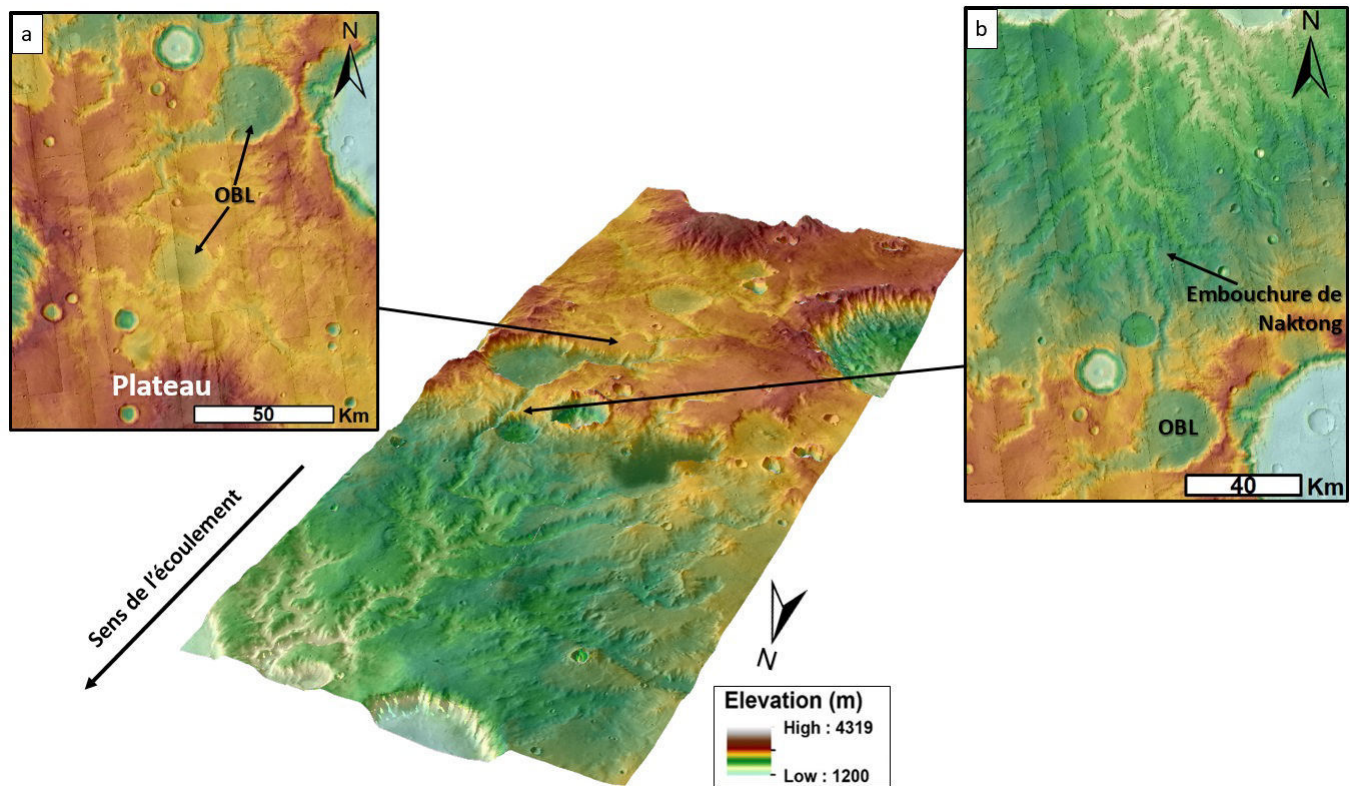 a
N
OBL
Plateau
50
Km
b
N
Embouchure de
Naktong
OBL
40
Km
Sens de l'écoulement
N
Elevation (m)
High : 4319
Low : 1200